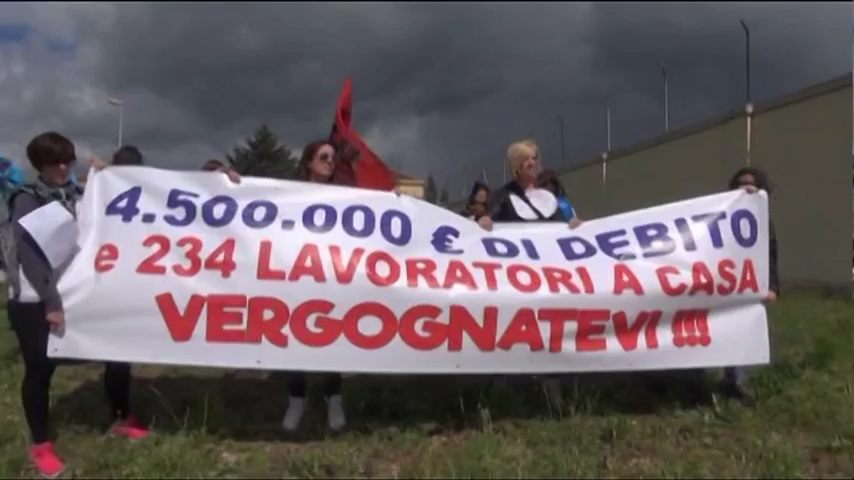 4.500.000 € DI DEBITO
e 234 LAVORATORI A CASA
VERGOGNATEVI !!!